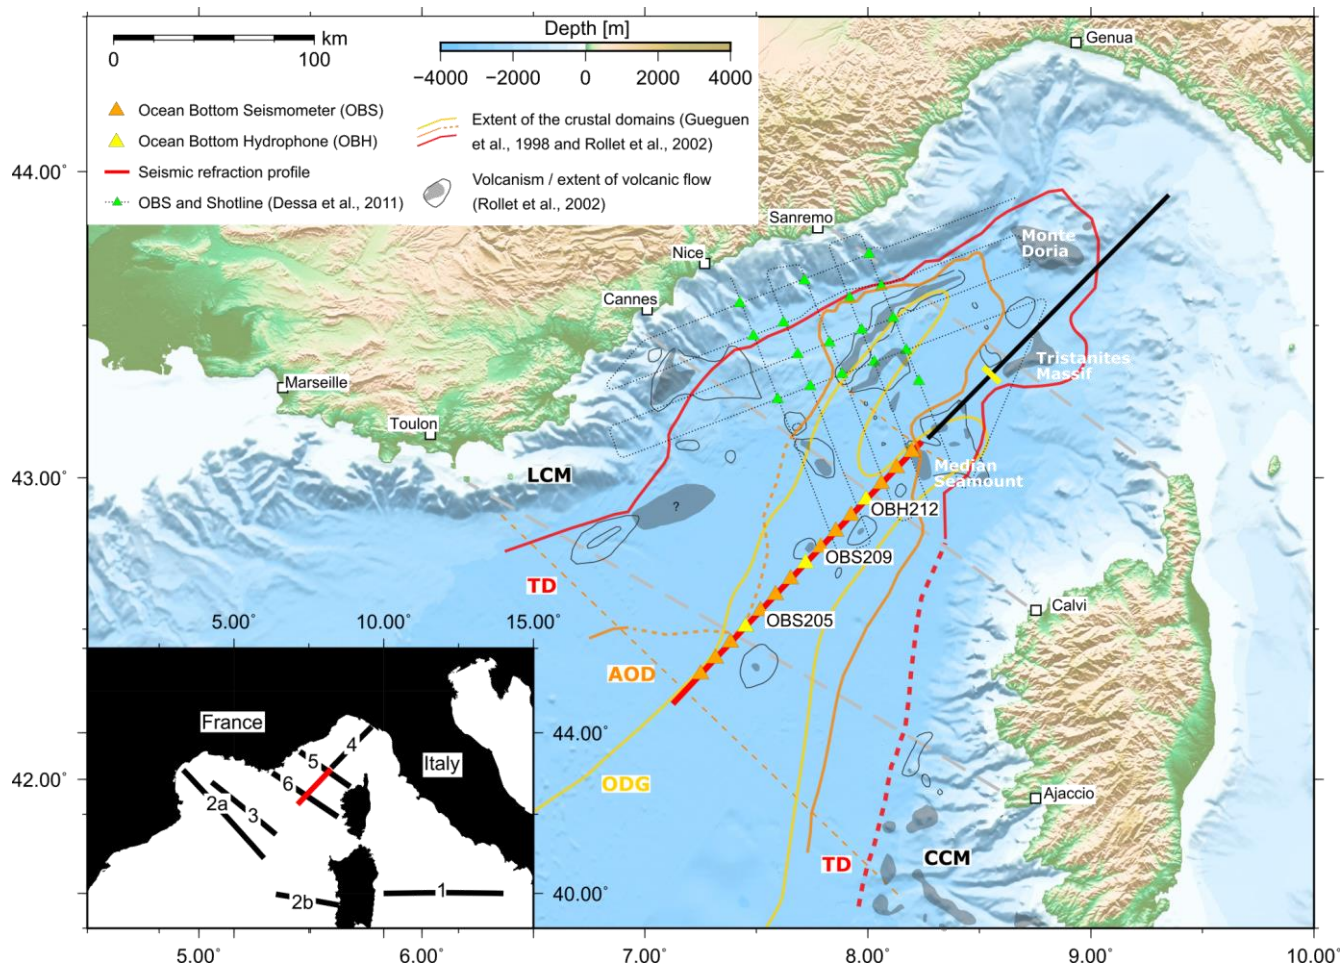 km
0
100
Depth [m]
−4000
−2000
0
2000
4000
Ocean Bottom Seismometer (OBS)
Ocean Bottom Hydrophone (OBH)
Seismic refraction profile
OBS and Shotline (Dessa et al., 2011)
Extent of the crustal domains (Gueguen
et al., 1998 and Rollet et al., 2002)
Volcanism / extent of volcanic flow
(Rollet et al., 2002)
Genua
44.00°
Sanremo
Monte
Doria
Nice
Cannes
Tristanites
Massif
Marseille
Toulon
43.00°
LCM
Median
Seamount
?
OBH212
OBS209
TD
Calvi
OBS205
5.00°
10.00°
15.00°
AOD
France
4
44.00°
5
Italy
6
42.00°
ODG
2a
3
Ajaccio
TD
CCM
1
2b
40.00°
5.00°
6.00°
7.00°
8.00°
9.00°
10.00°